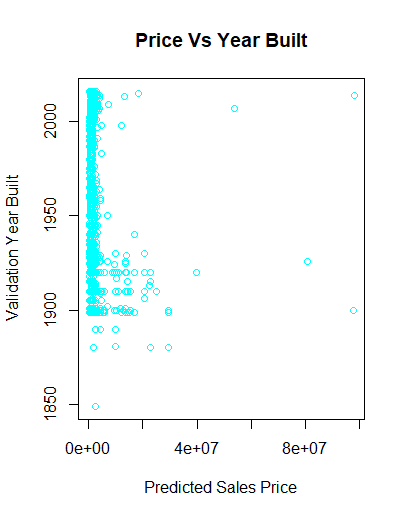 Price Vs Year Built
2000
1950
1900
1850
Validation Year Built
0e+00 4e+07 8e+07
Predicted Sales Price